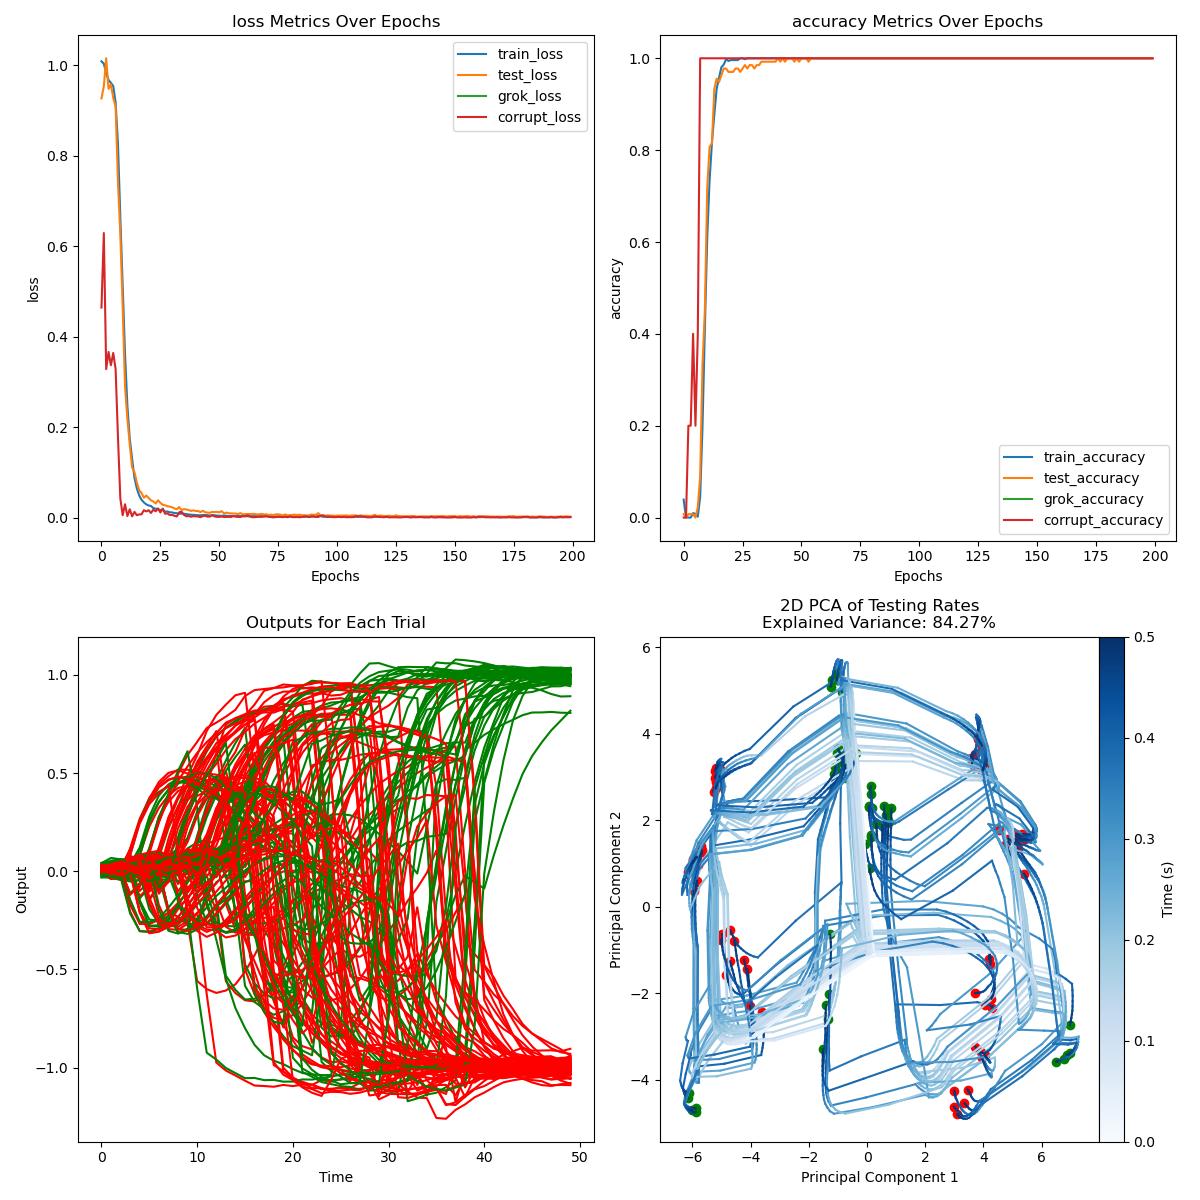 loss Metrics Over Epochs
1.0
0.8
0.6
0.4
0.2
0.0
loss
train_loss
test_loss
grok_loss
corrupt_loss
0 25 50 75 100 125 150 175 200
Epochs
accuracy Metrics Over Epochs
1.0
0.8
0.6
0.4
0.2
0.0
accuracy
train_accuracy
test_accuracy
grok_accuracy
corrupt_accuracy
0 25 50 75 100 125 150 175 200
Epochs
Outputs for Each Trial
1.0
0.5
0.0
−0.5
−1.0
Output
0 10 20 30 40 50
Time
2D PCA of Testing Rates
Explained Variance: 84.27%
6
4
2
0
−2
−4
Principal Component 2
−6 −4 −2 0 2 4 6
Principal Component 1
0.5
0.4
0.3
0.2
0.1
0.0
Time (s)